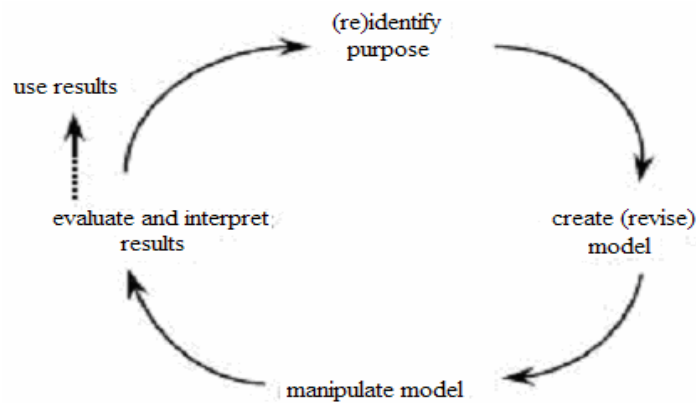 (re)identify
purpose
use results
evaluate and interpret
results
create (revise)
model
manipulate model